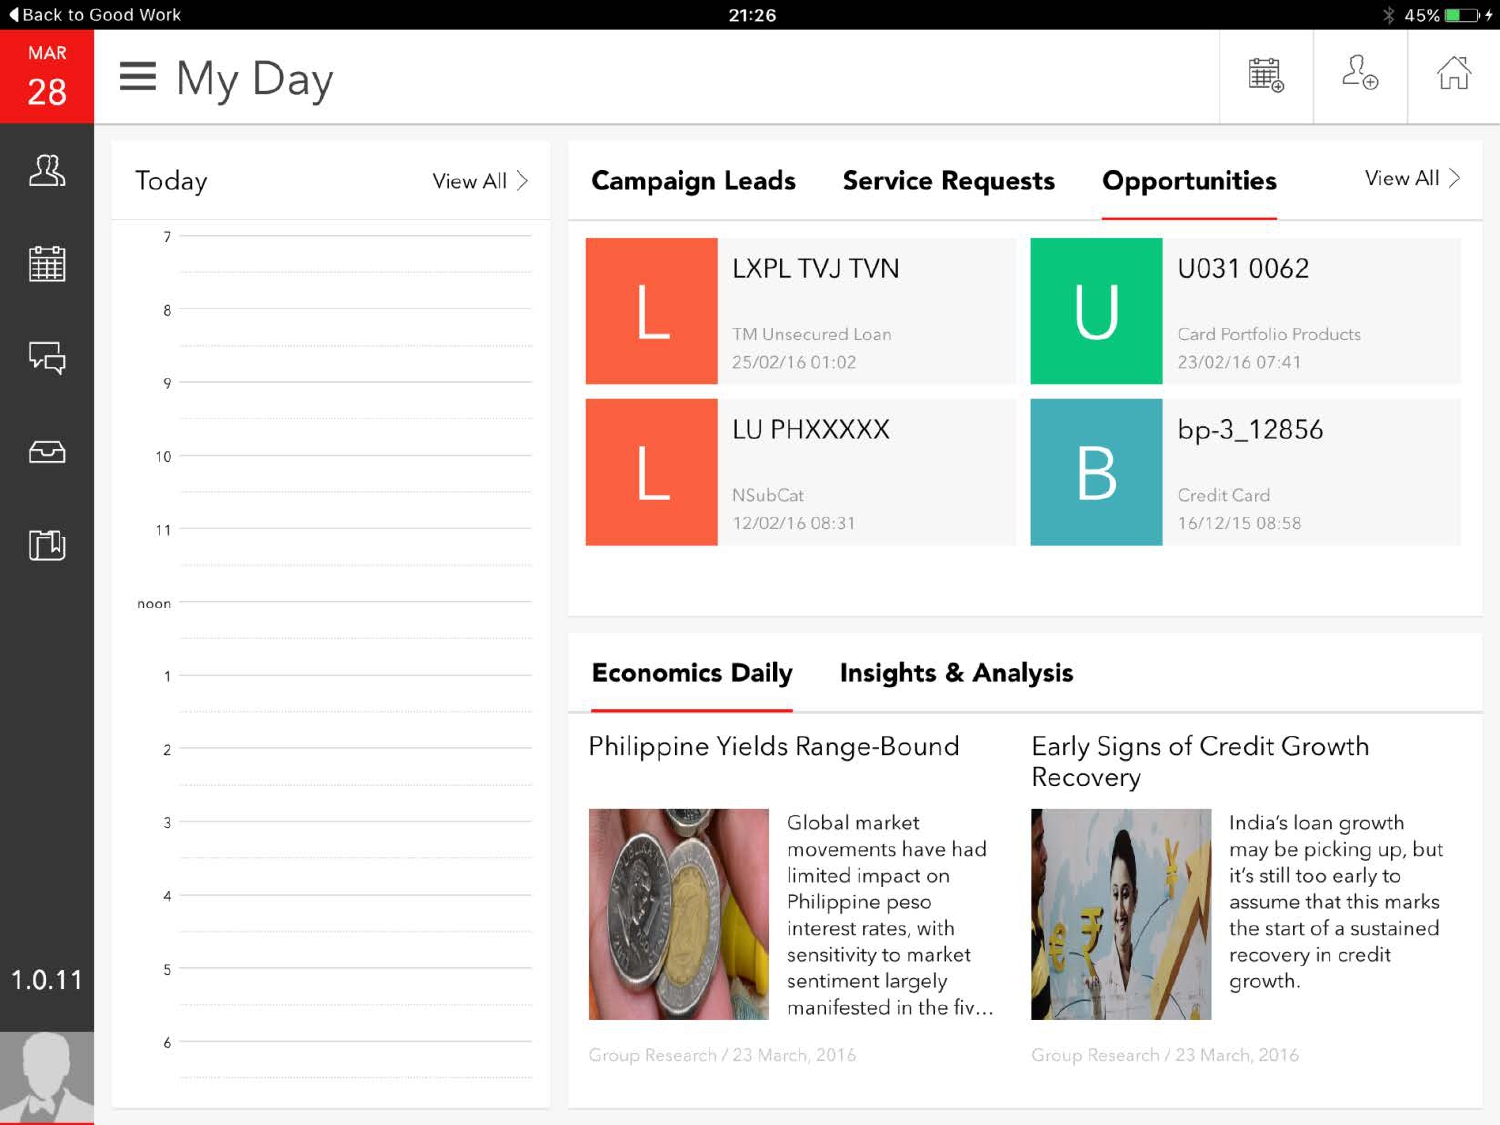 Back to Good Work
21:26
45%
MAR
28
My Day
Today
View All
7
8
9
10
11
noon
1
2
3
4
5
6
1.0.11
Campaign Leads
Service Requests
Opportunities
View All
L
LXPL TVJ TVN
TM Unsecured Loan
25/02/16 01:02
U
U031 0062
Card Portfolio Products
23/02/16 07:41
L
LU PHXXXXX
NSubCat
12/02/16 08:31
B
bp-3_12856
Credit Card
16/12/15 08:58
Economics Daily
Insights & Analysis
Philippine Yields Range-Bound
Global market
movements have had
limited impact on
Philippine peso
interest rates, with
sensitivity to market
sentiment largely
manifested in the fiv...
Group Research / 23 March, 2016
Early Signs of Credit Growth
Recovery
India's loan growth
may be picking up, but
it's still too early to
assume that this marks
the start of a sustained
recovery in credit
growth.
Group Research / 23 March, 2016